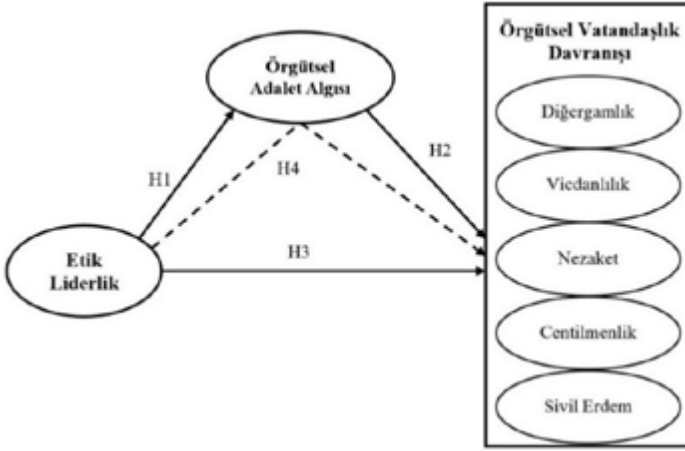 Örgütsel Vatandaşlık
Davranışı
Örgütsel
Adalet Algısı
Diğergamlık
H1
H4
H2
Vicdanlılık
Etik
Liderlik
H3
Nezaket
Centilmenlik
Sivil Erdem